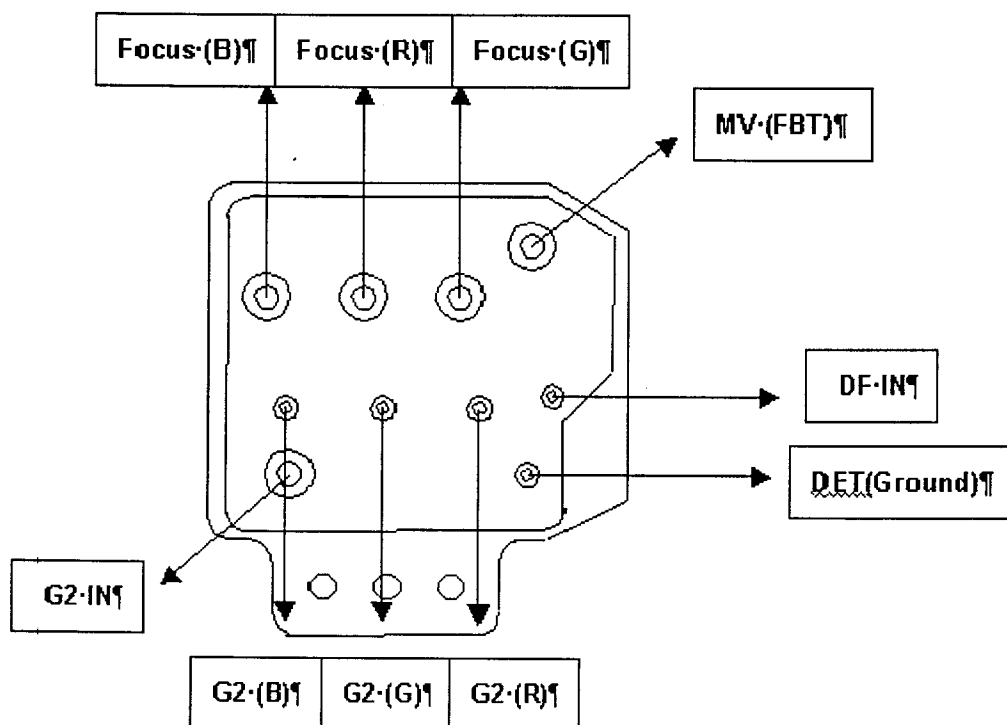 Focus·(B)¶ Focus·(R)¶ Focus·(G)¶
MV·(FBT)¶
DF·IN¶
DET(Ground)¶
G2·IN¶
G2·(B)¶ G2·(G)¶ G2·(R)¶